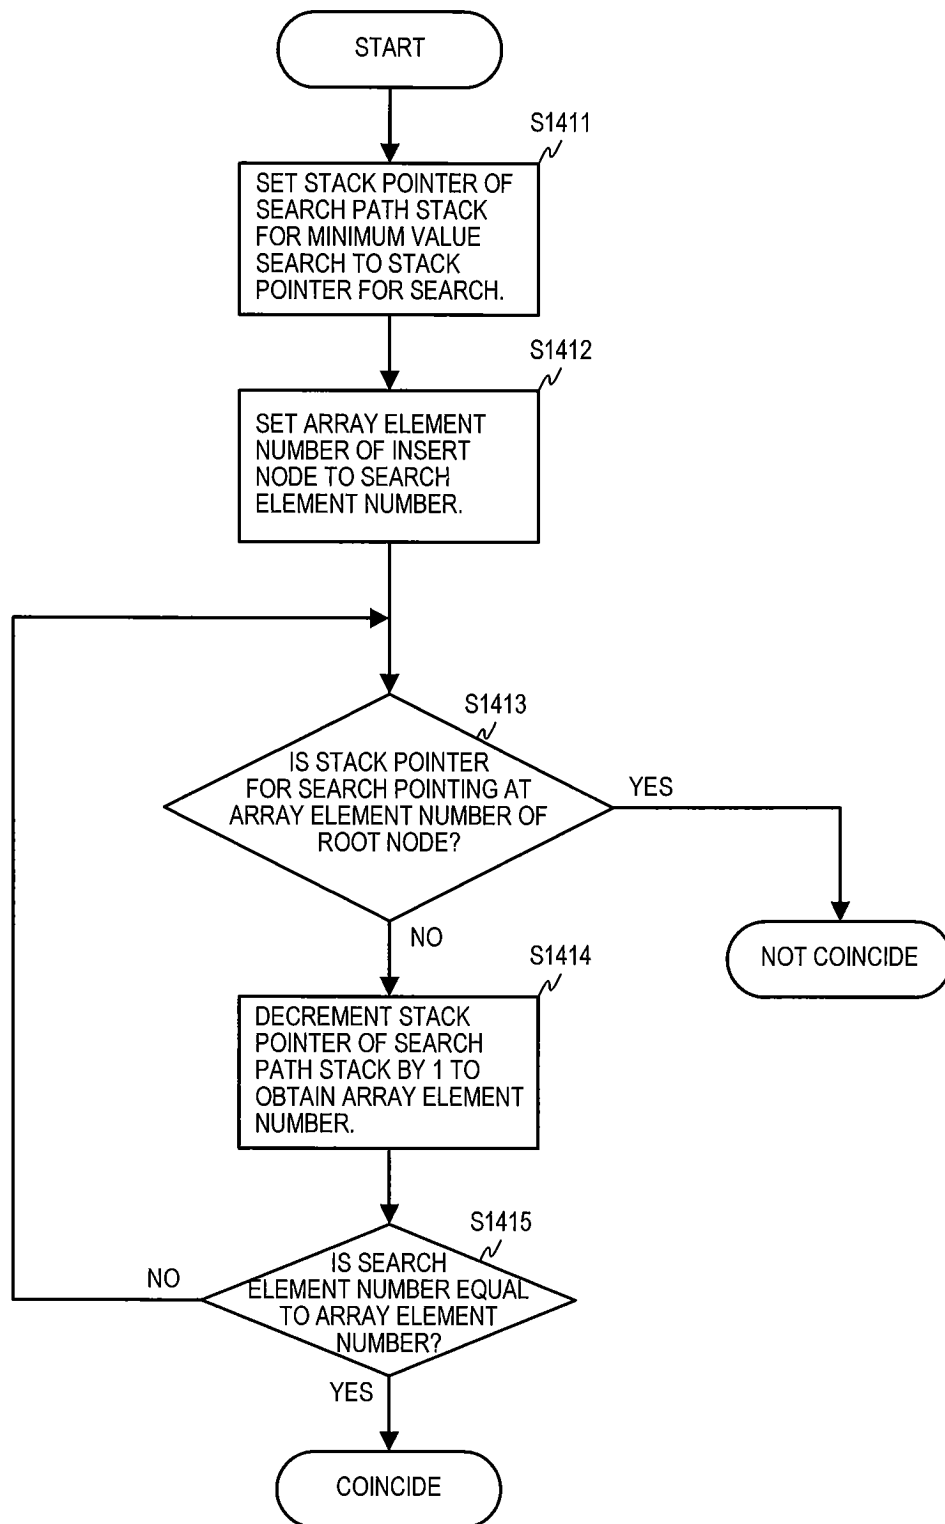 START
S1411
SET STACK POINTER OF
SEARCH PATH STACK
FOR MINIMUM VALUE
SEARCH TO STACK
POINTER FOR SEARCH.
S1412
SET ARRAY ELEMENT
NUMBER OF INSERT
NODE TO SEARCH
ELEMENT NUMBER.
S1413
IS STACK POINTER
FOR SEARCH POINTING AT
ARRAY ELEMENT NUMBER OF
ROOT NODE?
YES
NO
NOT COINCIDE
S1414
DECREMENT STACK
POINTER OF SEARCH
PATH STACK BY 1 TO
OBTAIN ARRAY ELEMENT
NUMBER.
S1415
IS SEARCH
ELEMENT NUMBER EQUAL
TO ARRAY ELEMENT
NUMBER?
NO
YES
COINCIDE